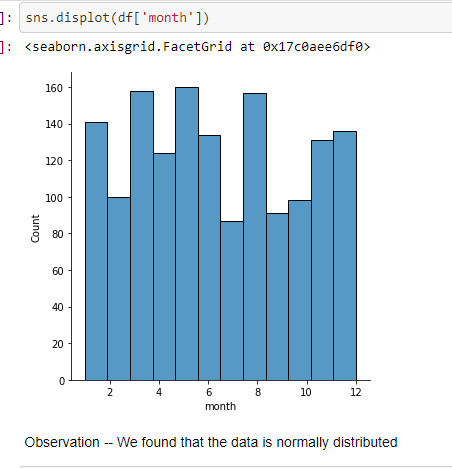 ]: sns.displot(df['month'])
]: <seaborn.axisgrid.FacetGrid at 0x17c0aee6df0>
160
140
120
100
80
60
40
20
0
Count
2 4 6 8 10 12
month
Observation -- We found that the data is normally distributed